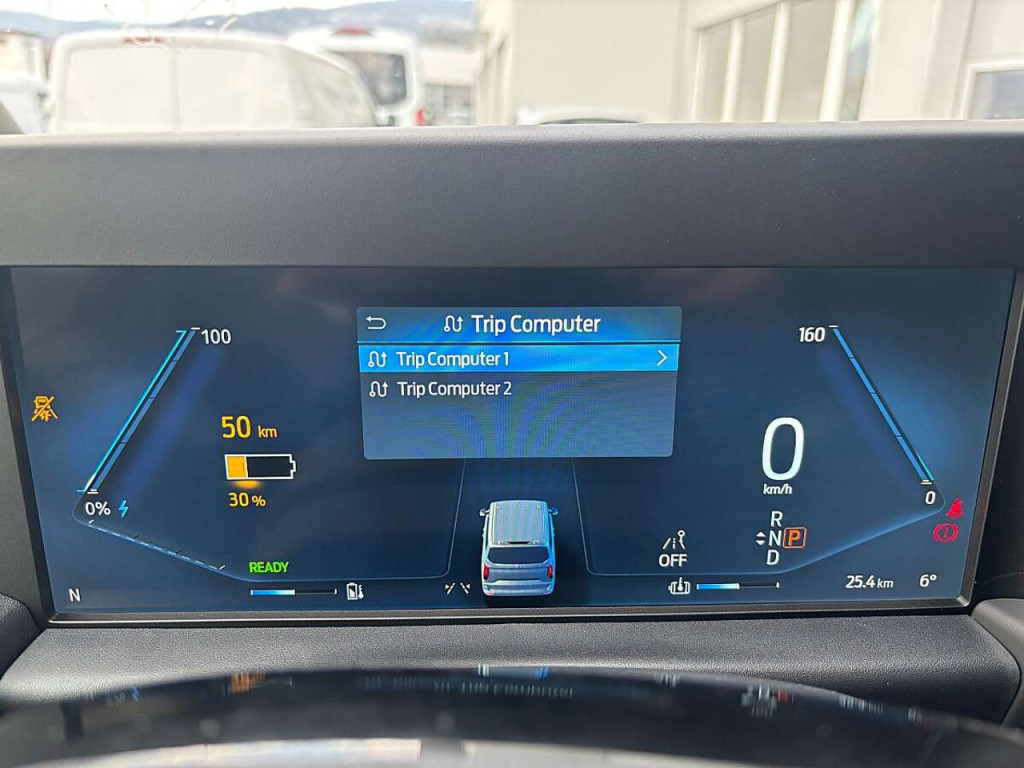 Trip Computer
Trip Computer 1
Trip Computer 2
100
160
50 km
30 %
0%
0
km/h
0
R
N P
D
READY
OFF
N
25.4 km 6°